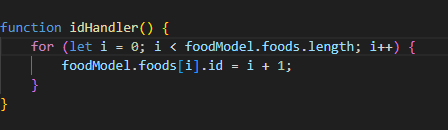 function idHandler() {
    for (let i = 0; i < foodModel.foods.length; i++) {
        foodModel.foods[i].id = i + 1;
    }
}